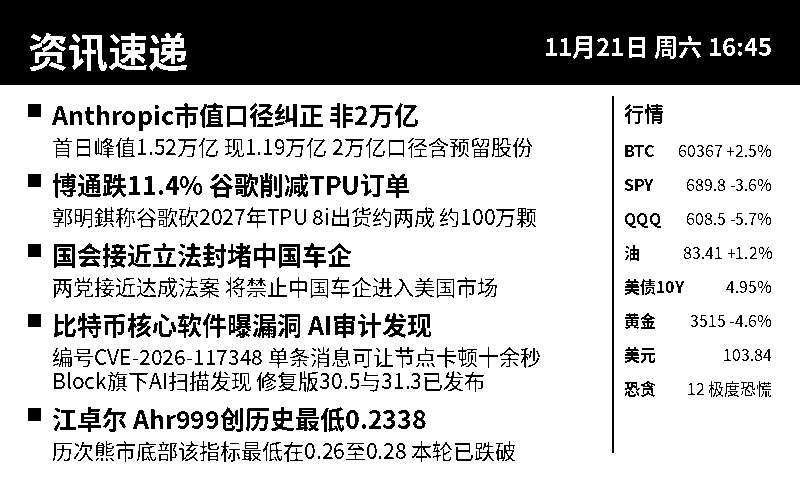 资讯速递
11月21日 周六 16:45
Anthropic市值口径纠正 非2万亿
首日峰值1.52万亿 现1.19万亿 2万亿口径含预留股份
博通跌11.4% 谷歌削减TPU订单
郭明錤称谷歌砍2027年TPU 8i出货约两成 约100万颗
国会接近立法封堵中国车企
两党接近达成法案 将禁止中国车企进入美国市场
比特币核心软件曝漏洞 AI审计发现
编号CVE-2026-117348 单条消息可让节点卡顿十余秒
Block旗下AI扫描发现 修复版30.5与31.3已发布
江卓尔 Ahr999创历史最低0.2338
历次熊市底部该指标最低在0.26至0.28 本轮已跌破
行情
BTC 60367 +2.5%
SPY 689.8 -3.6%
QQQ 608.5 -5.7%
油 83.41 +1.2%
美债10Y 4.95%
黄金 3515 -4.6%
美元 103.84
恐贪 12 极度恐慌